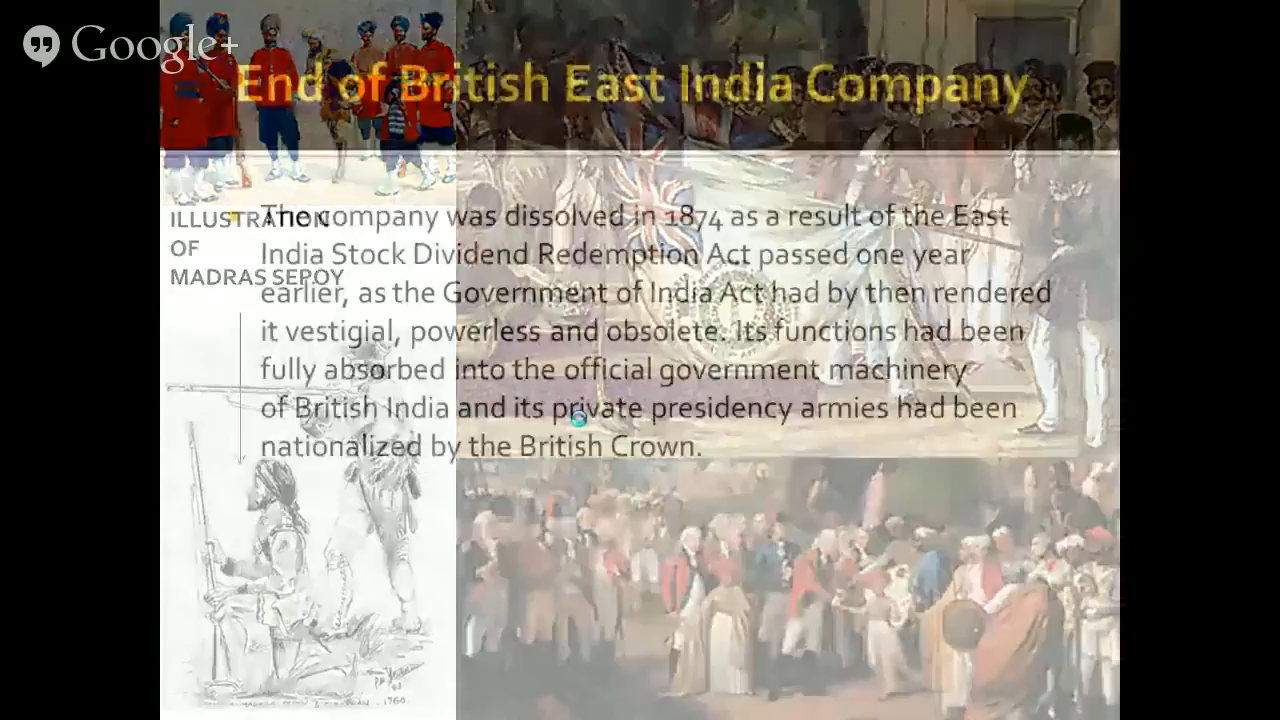 Google+
End of British East India Company
ILLUSTRATION
OF
MADRAS SEPOY
The company was dissolved in 1874 as a result of the East
India Stock Dividend Redemption Act passed one year
earlier, as the Government of India Act had by then rendered
it vestigial, powerless and obsolete. Its functions had been
fully absorbed into the official government machinery
of British India and its private presidency armies had been
nationalized by the British Crown.
1760.